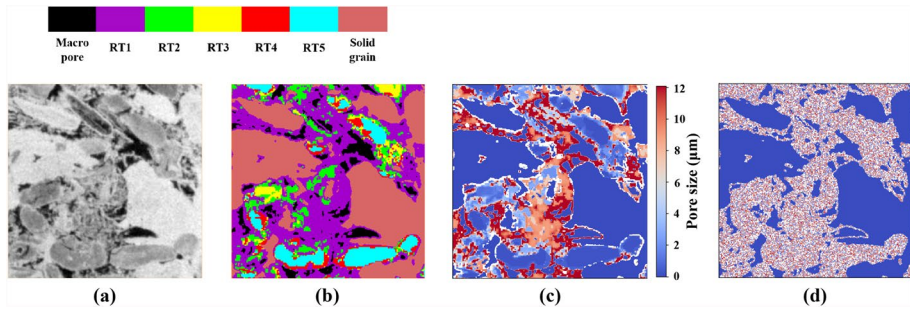 Macro pore
RT1
RT2
RT3
RT4
RT5
Solid grain
12
10
8
6
4
2
0
Pore size (μm)
(a)
(b)
(c)
(d)